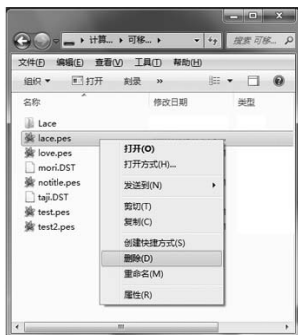 计算... 可移...
搜索 可移...
文件(F) 编辑(E) 查看(V) 工具(T) 帮助(H)
组织 打开 刻录 »
名称 修改日期 类型
Lace
lace.pes
love.pes
mori.DST
notitle.pes
taji.DST
test.pes
test2.pes
打开(O)
打开方式(H)...
发送到(N)
剪切(T)
复制(C)
创建快捷方式(S)
删除(D)
重命名(M)
属性(R)